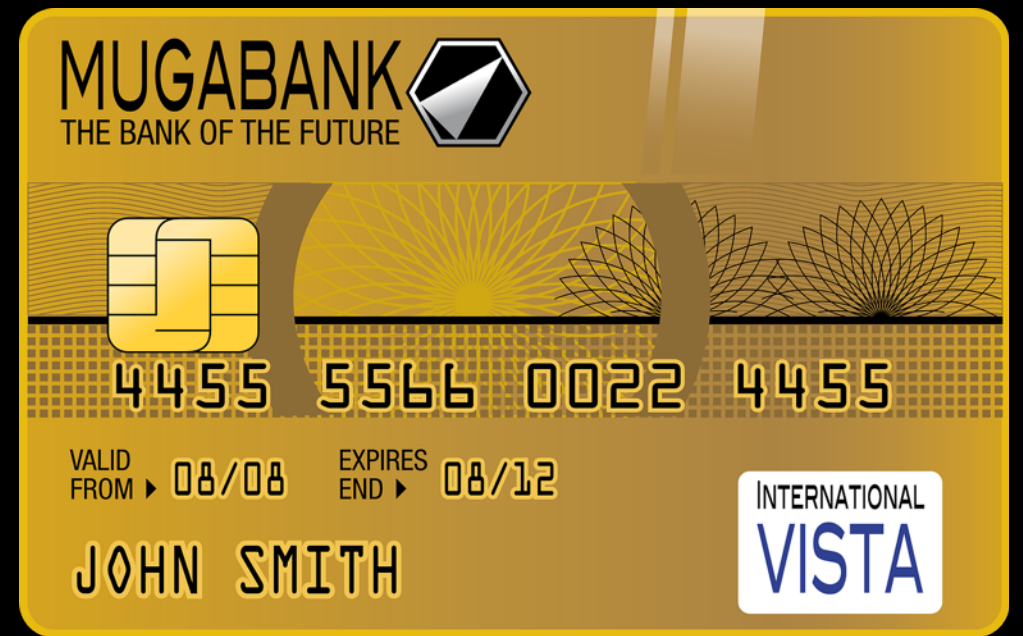 MUGABANK
THE BANK OF THE FUTURE
4455 5566 0022 4455
VALID FROM 08/08 EXPIRES END 08/12
JOHN SMITH
INTERNATIONAL
VISTA